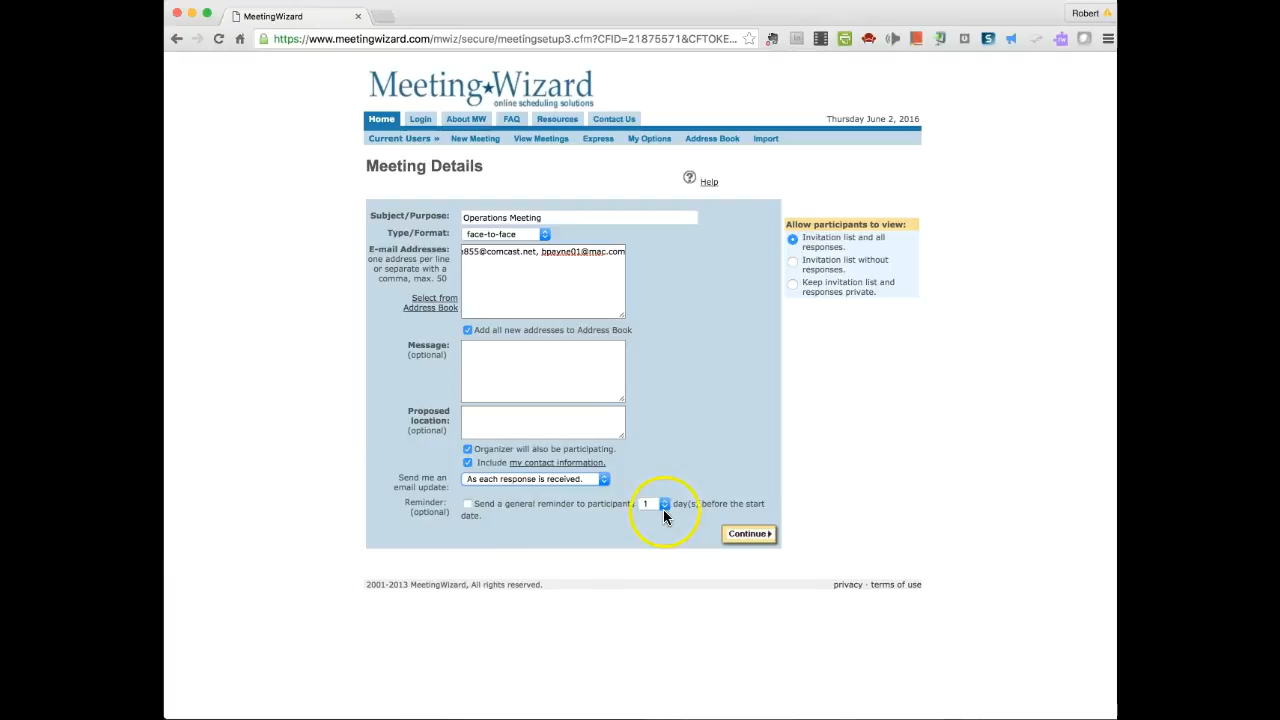 MeetingWizard
Robert
https://www.meetingwizard.com/mwiz/secure/meetingsetup3.cfm?CFID=21875571&CFTOKE...
Meeting★Wizard
online scheduling solutions
Home Login About MW FAQ Resources Contact Us Thursday June 2, 2016
Current Users » New Meeting View Meetings Express My Options Address Book Import
Meeting Details
? Help
Subject/Purpose: Operations Meeting
Type/Format: face-to-face
E-mail Addresses:
one address per line
or separate with a
comma, max. 50
855@comcast.net, bpayne01@mac.com
Select from
Address Book
Add all new addresses to Address Book
Message:
(optional)
Proposed
location:
(optional)
Organizer will also be participating.
Include my contact information.
Send me an
email update:
As each response is received.
Reminder:
(optional)
Send a general reminder to participants 1 day(s) before the start
date.
Continue
Allow participants to view:
Invitation list and all
responses.
Invitation list without
responses.
Keep invitation list and
responses private.
2001-2013 MeetingWizard, All rights reserved. privacy · terms of use